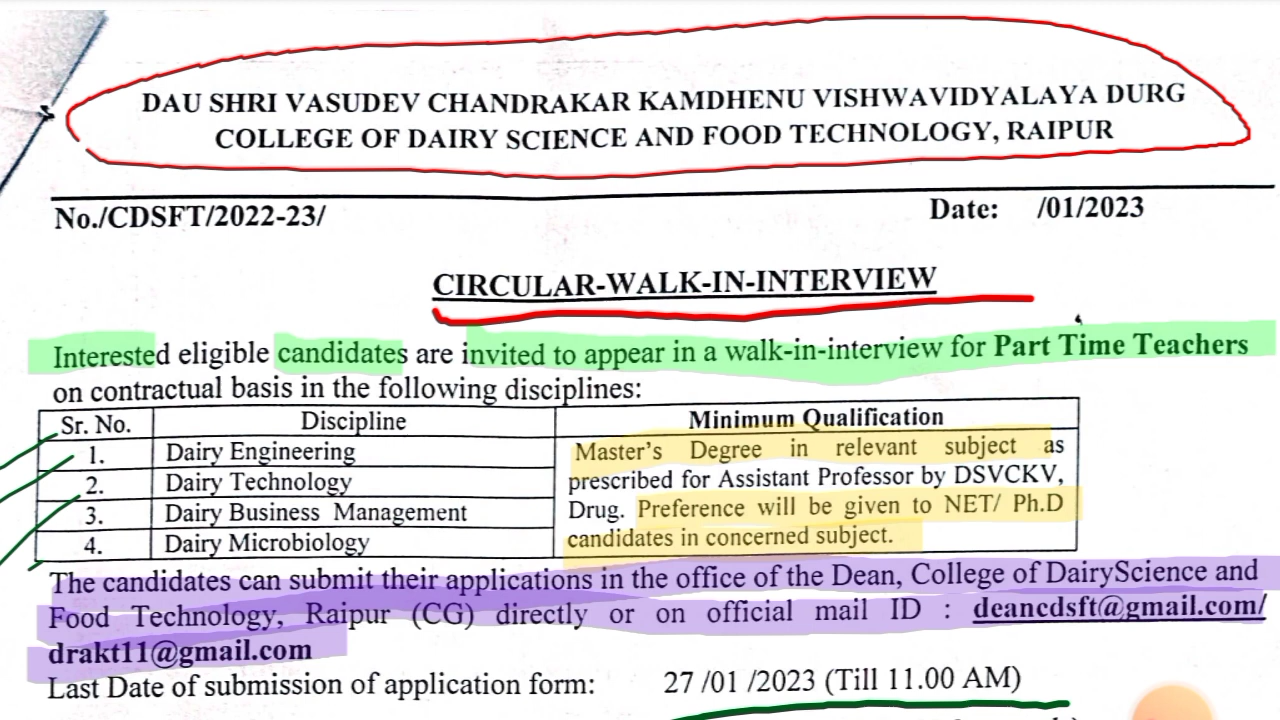 DAU SHRI VASUDEV CHANDRAKAR KAMDHENU VISHWAVIDYALAYA DURG
COLLEGE OF DAIRY SCIENCE AND FOOD TECHNOLOGY, RAIPUR
No./CDSFT/2022-23/ Date: /01/2023
CIRCULAR-WALK-IN-INTERVIEW
Interested eligible candidates are invited to appear in a walk-in-interview for Part Time Teachers
on contractual basis in the following disciplines:
Sr. No. Discipline Minimum Qualification
1. Dairy Engineering Master's Degree in relevant subject as
2. Dairy Technology prescribed for Assistant Professor by DSVCKV,
3. Dairy Business Management Drug. Preference will be given to NET/ Ph.D
4. Dairy Microbiology candidates in concerned subject.
The candidates can submit their applications in the office of the Dean, College of DairyScience and
Food Technology, Raipur (CG) directly or on official mail ID : deancdsft@gmail.com/
drakt11@gmail.com
Last Date of submission of application form: 27 /01 /2023 (Till 11.00 AM)